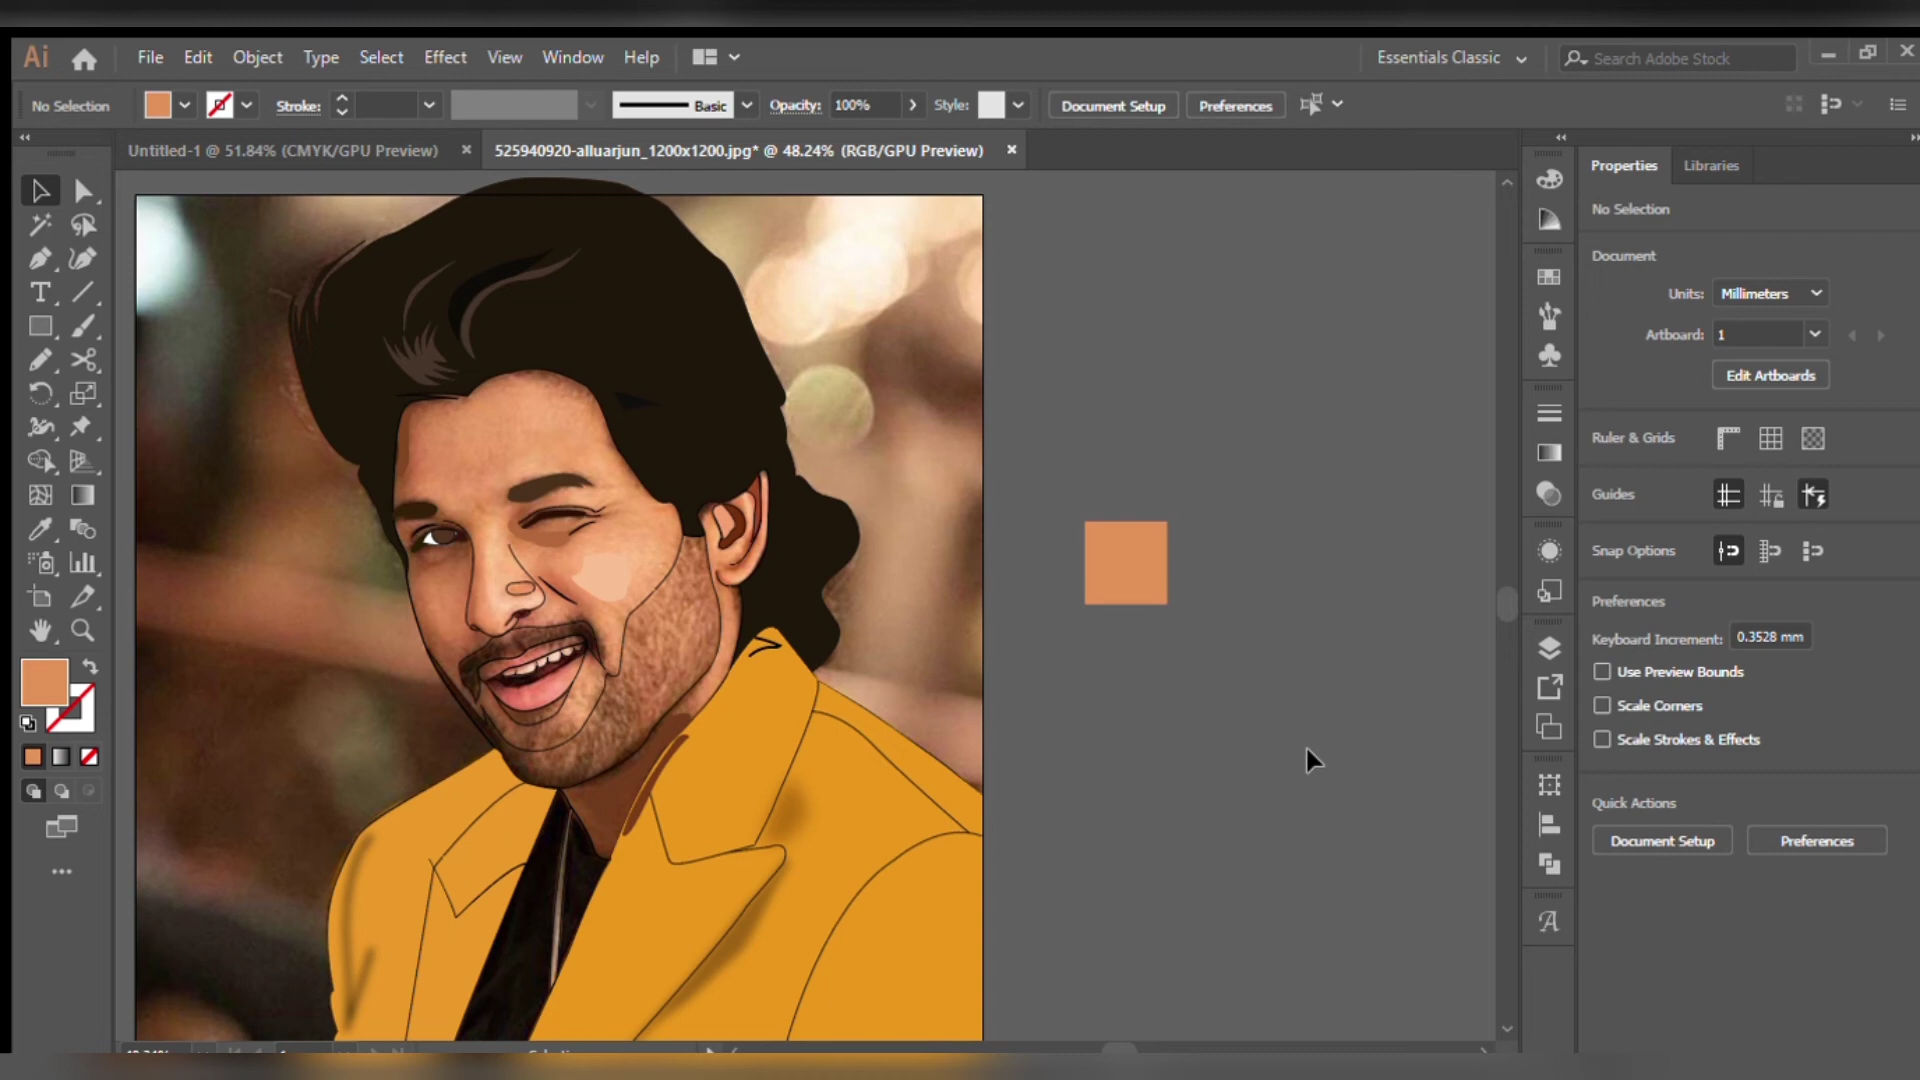 Ai File Edit Object Type Select Effect View Window Help Essentials Classic Search Adobe Stock
No Selection Stroke: Basic Opacity: 100% Style: Document Setup Preferences
Untitled-1 @ 51.84% (CMYK/GPU Preview) 525940920-alluarjun_1200x1200.jpg* @ 48.24% (RGB/GPU Preview)
Properties Libraries
No Selection
Document
Units: Millimeters
Artboard: 1
Edit Artboards
Ruler & Grids
Guides
Snap Options
Preferences
Keyboard Increment: 0.3528 mm
Use Preview Bounds
Scale Corners
Scale Strokes & Effects
Quick Actions
Document Setup Preferences